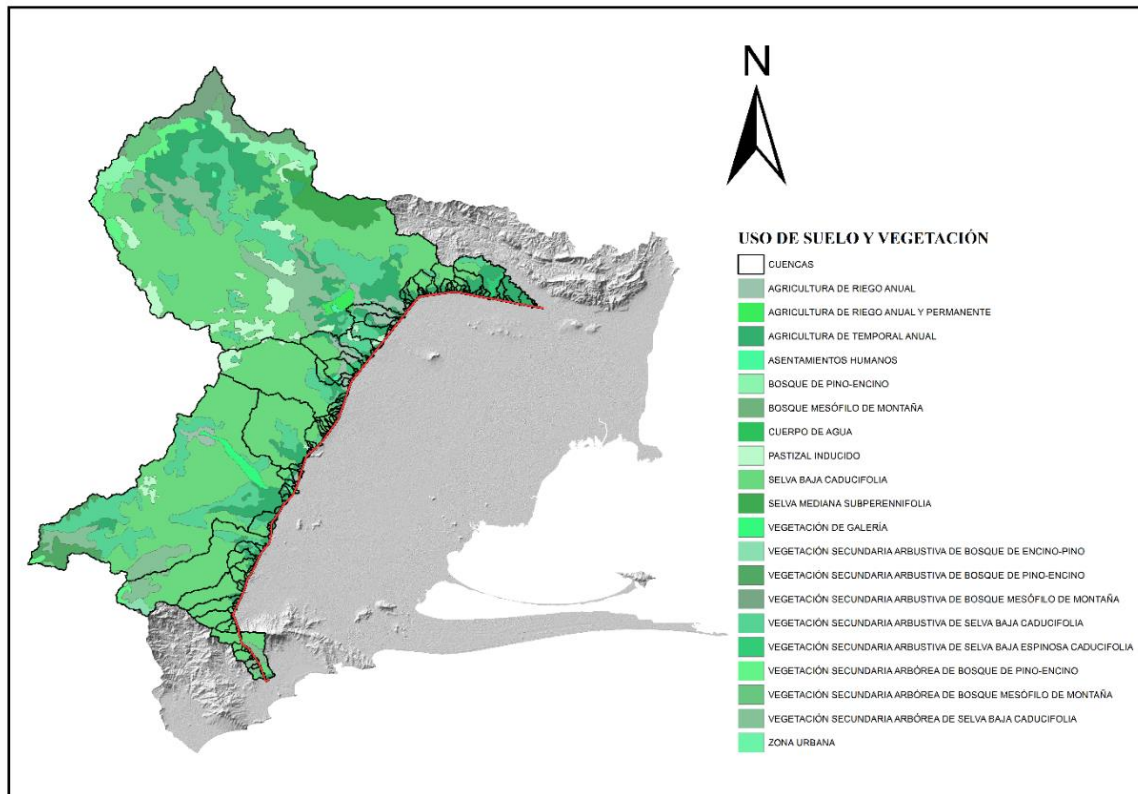 N
USO DE SUELO Y VEGETACIÓN
CUENCAS
AGRICULTURA DE RIEGO ANUAL
AGRICULTURA DE RIEGO ANUAL Y PERMANENTE
AGRICULTURA DE TEMPORAL ANUAL
ASENTAMIENTOS HUMANOS
BOSQUE DE PINO-ENCINO
BOSQUE MESÓFILO DE MONTAÑA
CUERPO DE AGUA
PASTIZAL INDUCIDO
SELVA BAJA CADUCIFOLIA
SELVA MEDIANA SUBPERENNIFOLIA
VEGETACIÓN DE GALERÍA
VEGETACIÓN SECUNDARIA ARBUSTIVA DE BOSQUE DE ENCINO-PINO
VEGETACIÓN SECUNDARIA ARBUSTIVA DE BOSQUE DE PINO-ENCINO
VEGETACIÓN SECUNDARIA ARBUSTIVA DE BOSQUE MESÓFILO DE MONTAÑA
VEGETACIÓN SECUNDARIA ARBUSTIVA DE SELVA BAJA CADUCIFOLIA
VEGETACIÓN SECUNDARIA ARBUSTIVA DE SELVA BAJA ESPINOSA CADUCIFOLIA
VEGETACIÓN SECUNDARIA ARBÓREA DE BOSQUE DE PINO-ENCINO
VEGETACIÓN SECUNDARIA ARBÓREA DE BOSQUE MESÓFILO DE MONTAÑA
VEGETACIÓN SECUNDARIA ARBÓREA DE SELVA BAJA CADUCIFOLIA
ZONA URBANA